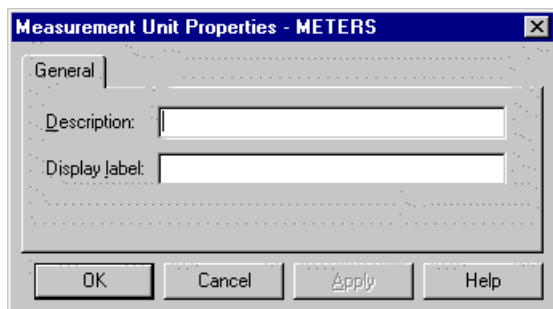 Measurement Unit Properties - METERS
General
Description:
Display label:
OK Cancel Apply Help